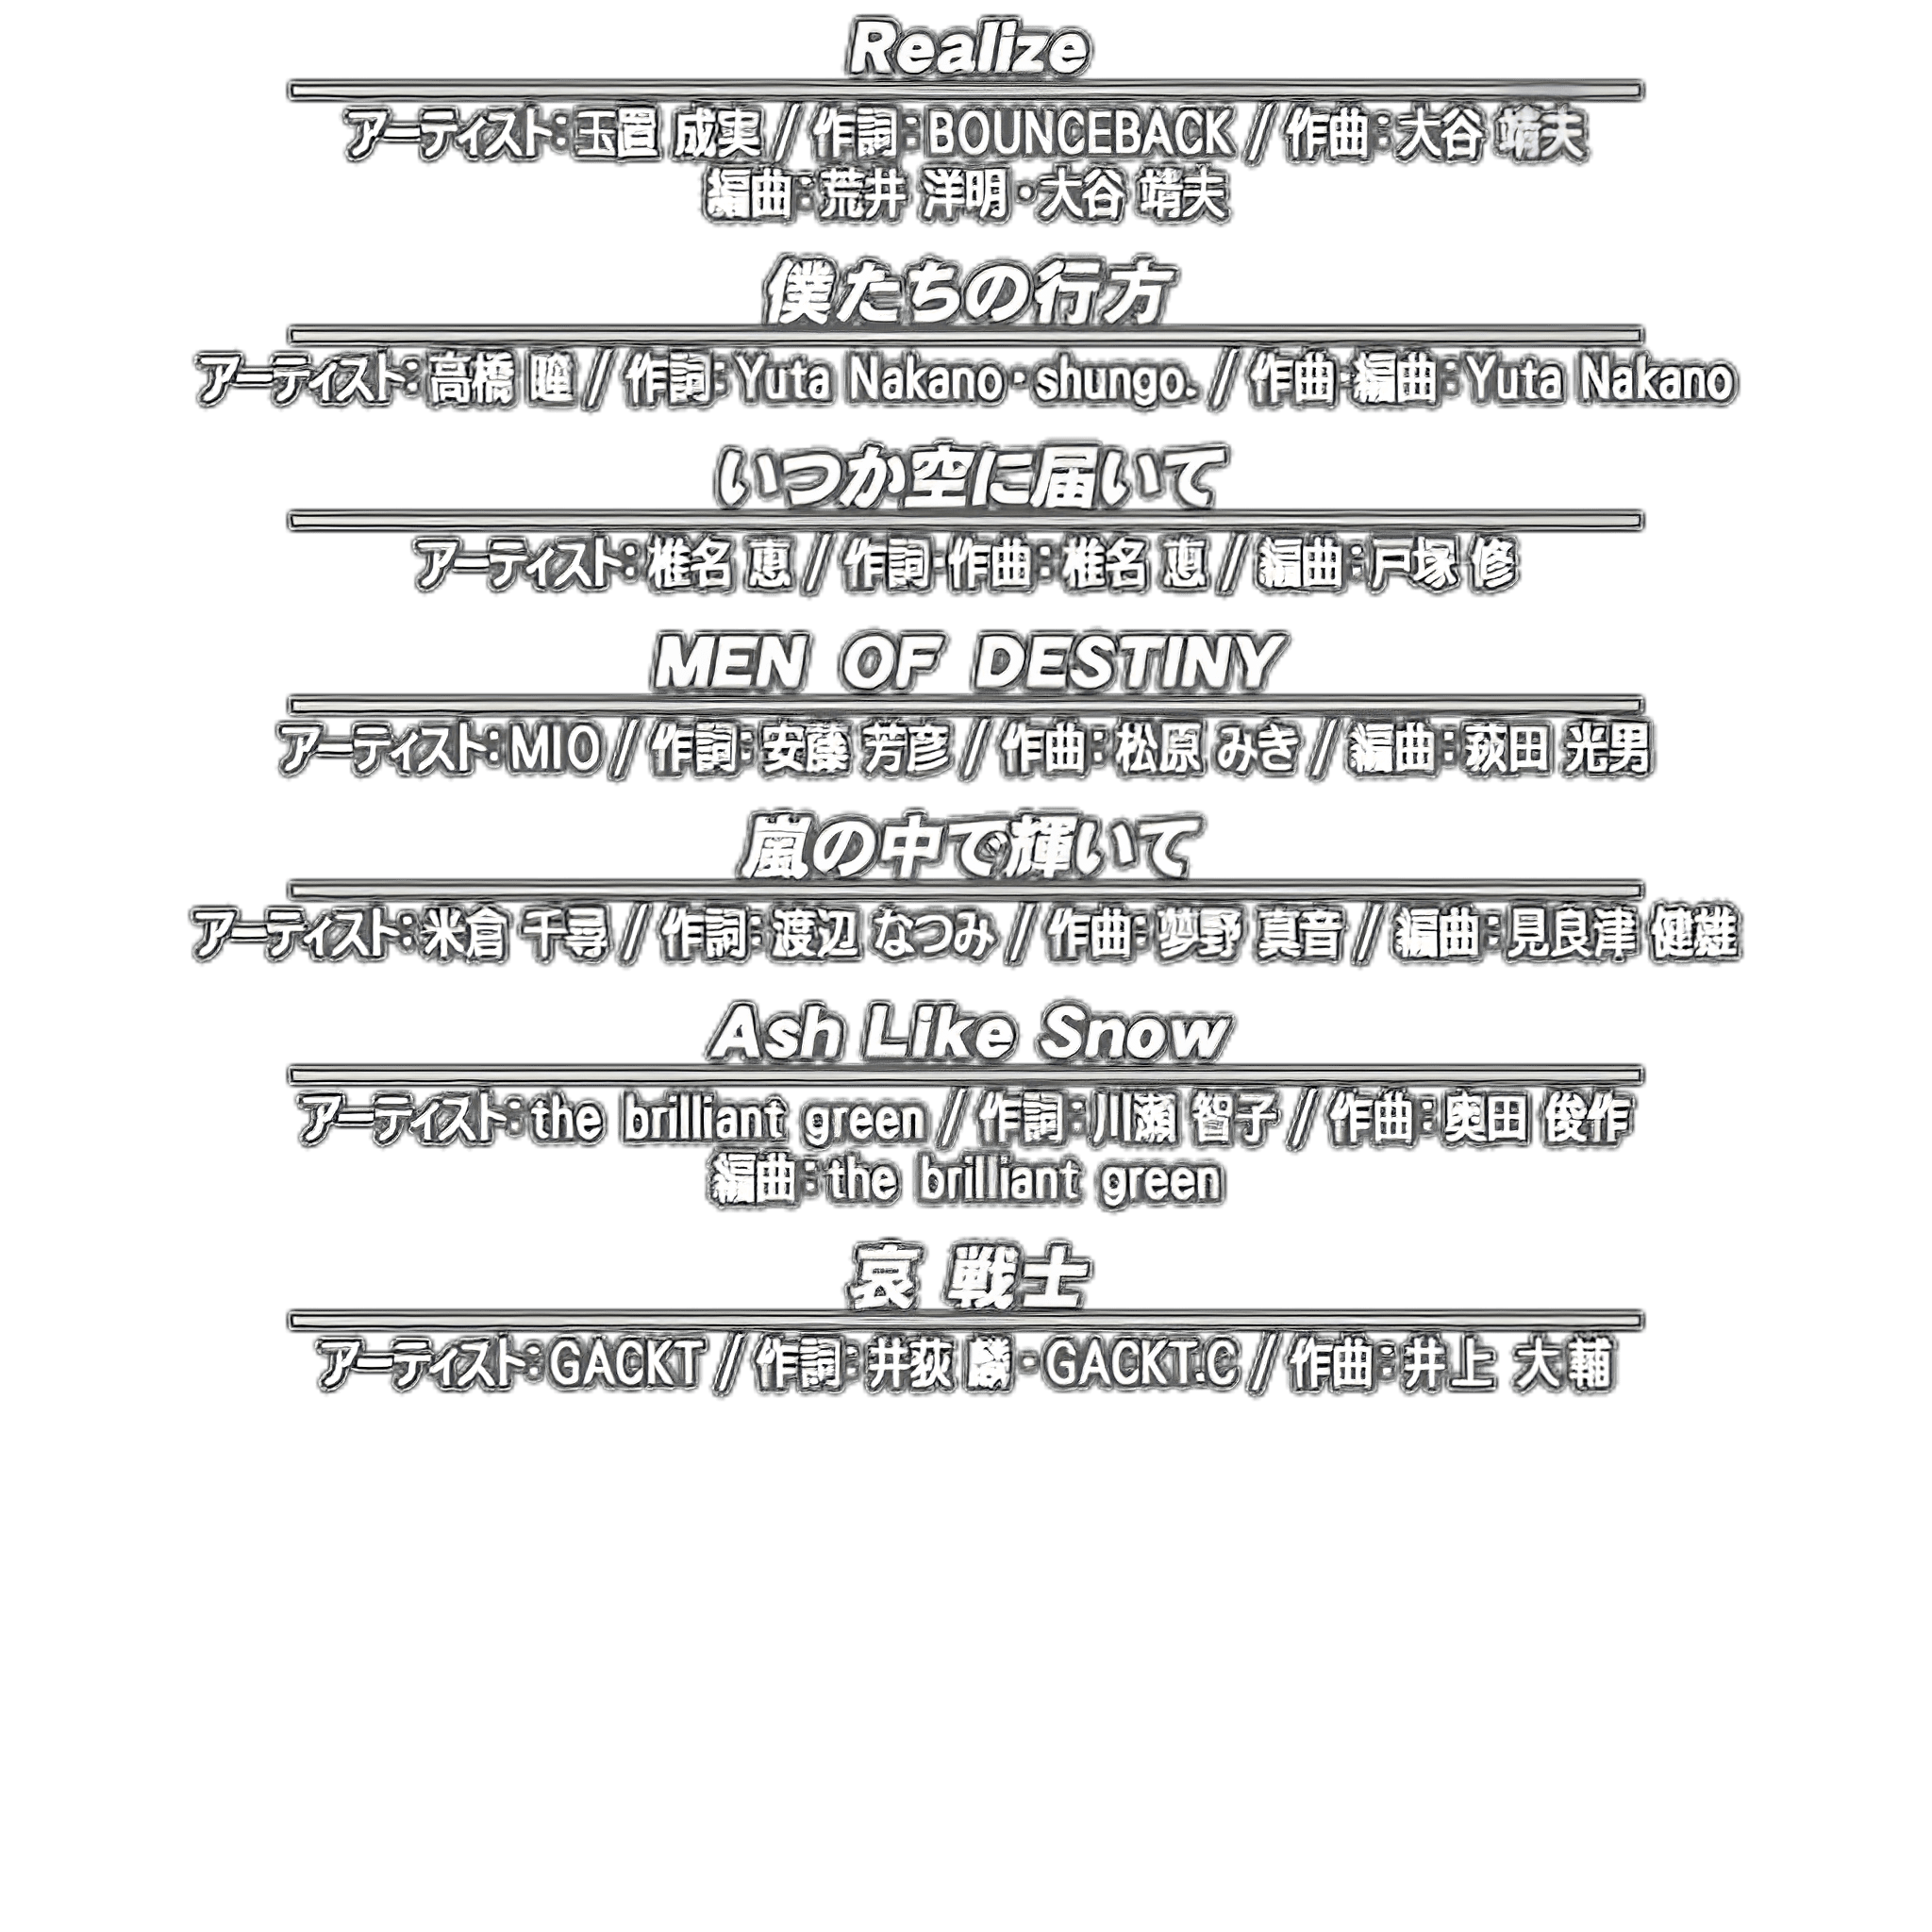 Realize
アーティスト：玉置 成実 / 作詞：BOUNCEBACK / 作曲：大谷 靖夫
編曲：荒井 洋明・大谷 靖夫
僕たちの行方
アーティスト：高橋 瞳 / 作詞：Yuta Nakano・shungo. / 作曲・編曲：Yuta Nakano
いつか空に届いて
アーティスト：椎名 恵 / 作詞・作曲：椎名 恵 / 編曲：戸塚 修
MEN OF DESTINY
アーティスト：MIO / 作詞：安藤 芳彦 / 作曲：松原 みき / 編曲：萩田 光男
嵐の中で輝いて
アーティスト：米倉 千尋 / 作詞：渡辺 なつみ / 作曲：夢野 真音 / 編曲：見良津 健雄
Ash Like Snow
アーティスト：the brilliant green / 作詞：川瀬 智子 / 作曲：奥田 俊作
編曲：the brilliant green
哀 戦士
アーティスト：GACKT / 作詞：井荻 麟・GACKT.C / 作曲：井上 大輔